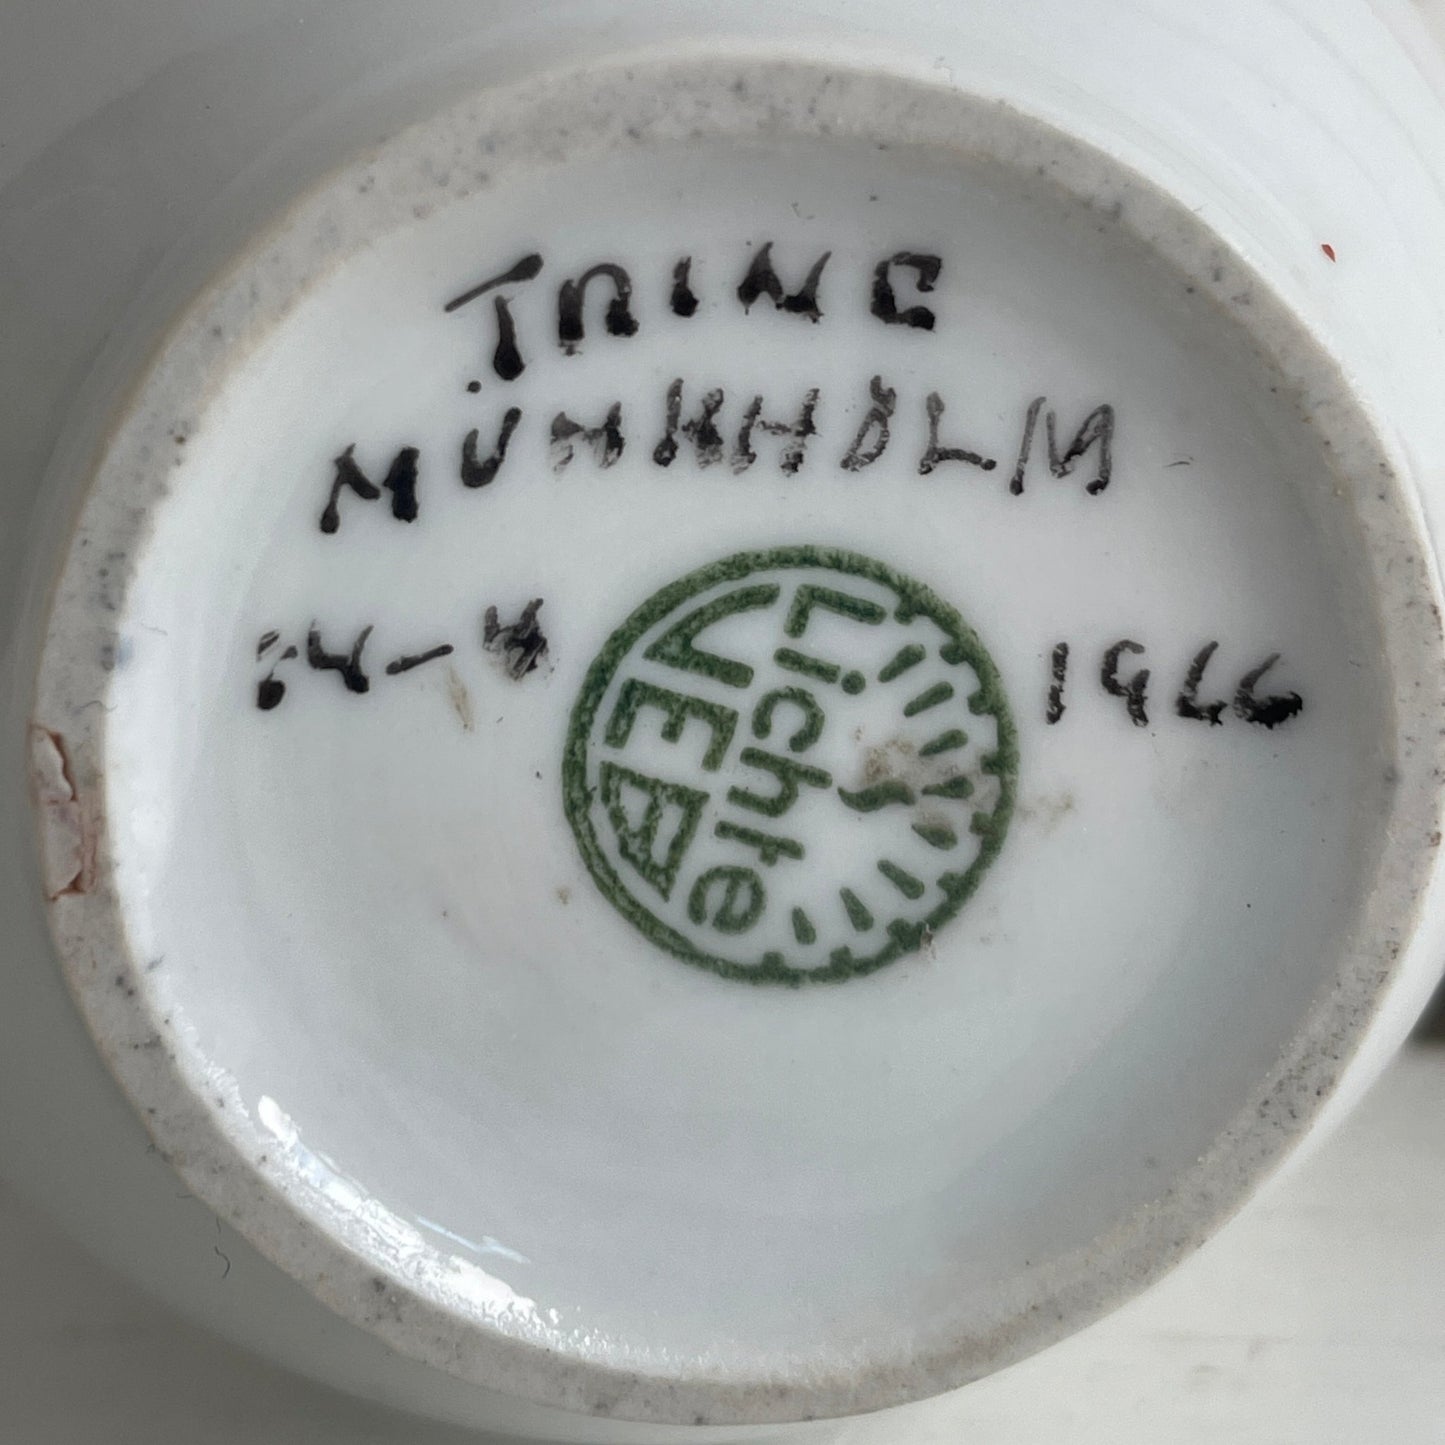 TRINE
MUNKHOLM
24-4
1966
VEB
Lichte